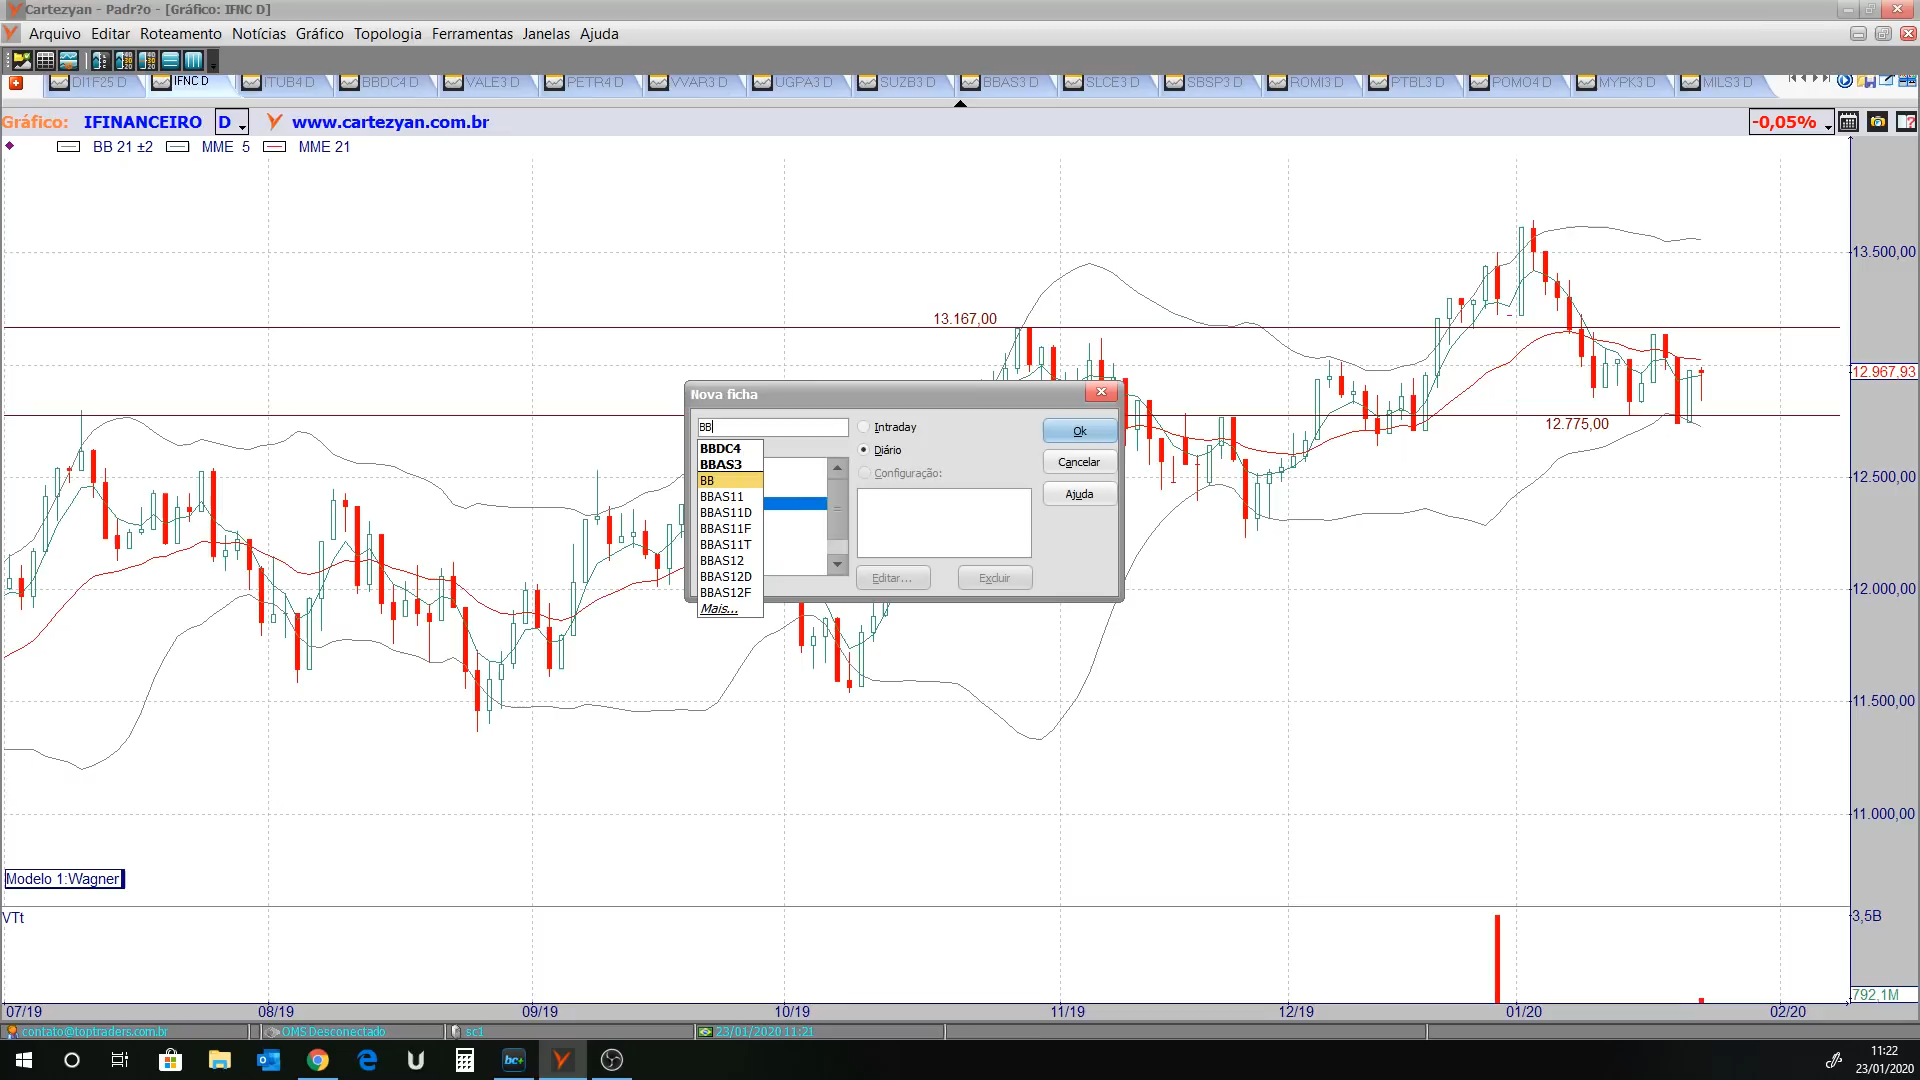 Cartezyan - Padr?o - [Gráfico: IFNC D]
Arquivo Editar Roteamento Notícias Gráfico Topologia Ferramentas Janelas Ajuda
DI1F25 D IFNC D ITUB4 D BBDC4 D VALE3 D PETR4 D VVAR3 D UGPA3 D SUZB3 D BBAS3 D SLCE3 D SBSP3 D ROMI3 D PTBL3 D POMO4 D MYPK3 D MILS3 D
Gráfico: IFINANCEIRO D www.cartezyan.com.br -0,05%
BB 21 ±2 MME 5 MME 21
13.500,00
13.167,00
12.967,93
12.775,00
12.500,00
12.000,00
11.500,00
11.000,00
Nova ficha
BB
BBDC4
BBAS3
BB
BBAS11
BBAS11D
BBAS11F
BBAS11T
BBAS12
BBAS12D
BBAS12F
Mais...
Intraday
Diário
Configuração:
Editar...
Excluir
Ok
Cancelar
Ajuda
Modelo 1:Wagner
VTt
3,5B
792,1M
07/19 08/19 09/19 10/19 11/19 12/19 01/20 02/20
contato@toptraders.com.br OMS Desconectado sc1 23/01/2020 11:21
bc+
11:22
23/01/2020